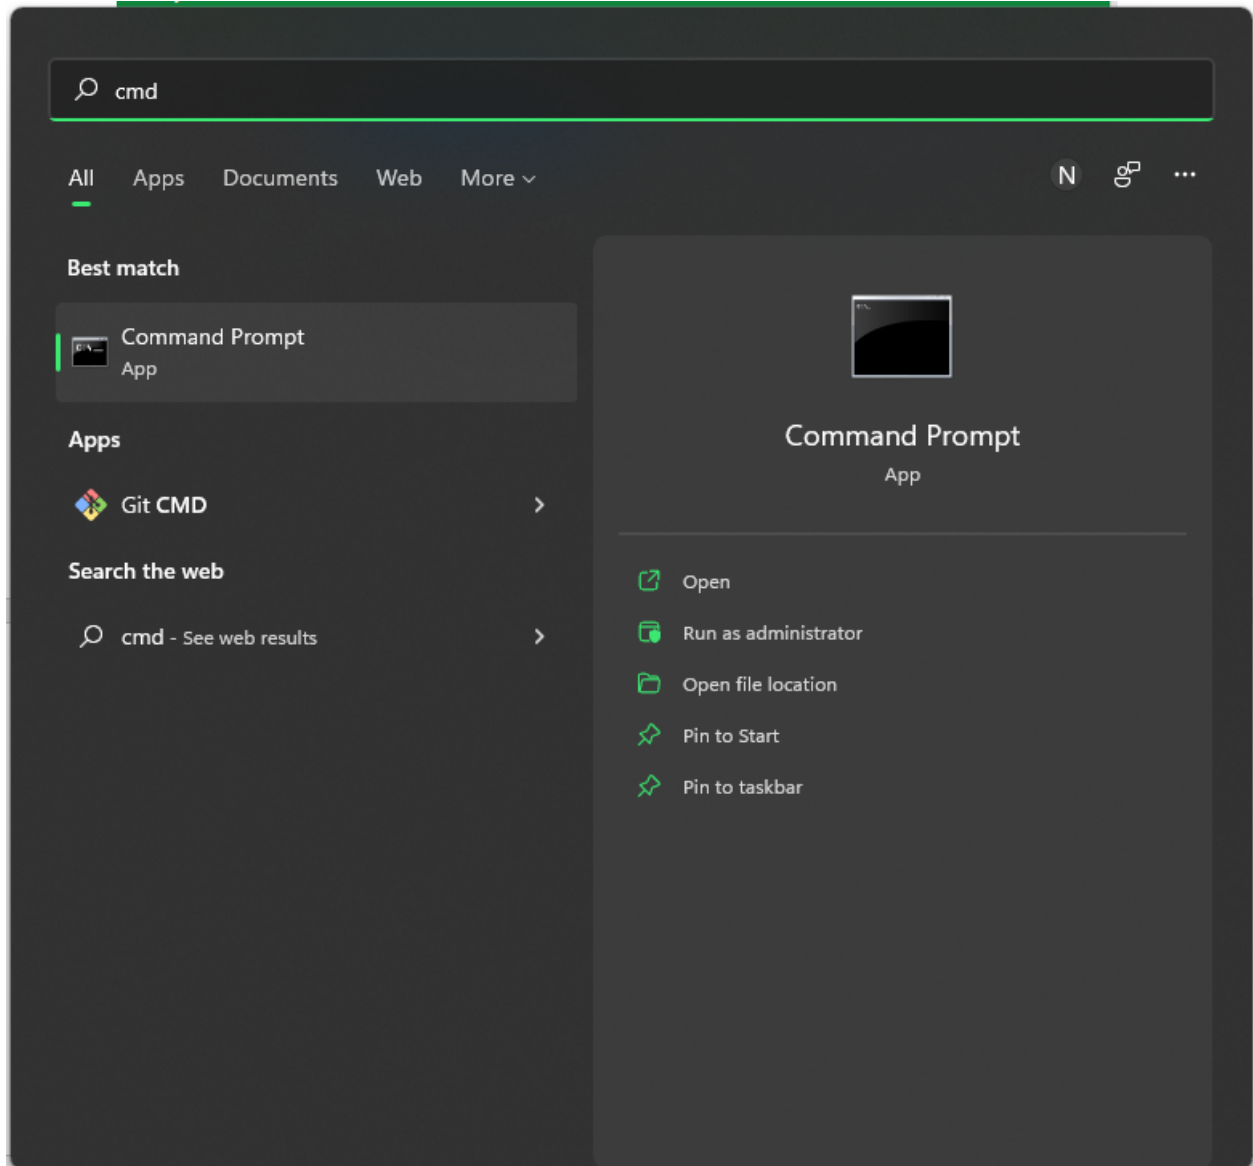 cmd
All Apps Documents Web More
N
Best match
Command Prompt
App
Apps
Git CMD
Search the web
cmd - See web results
Command Prompt
App
Open
Run as administrator
Open file location
Pin to Start
Pin to taskbar